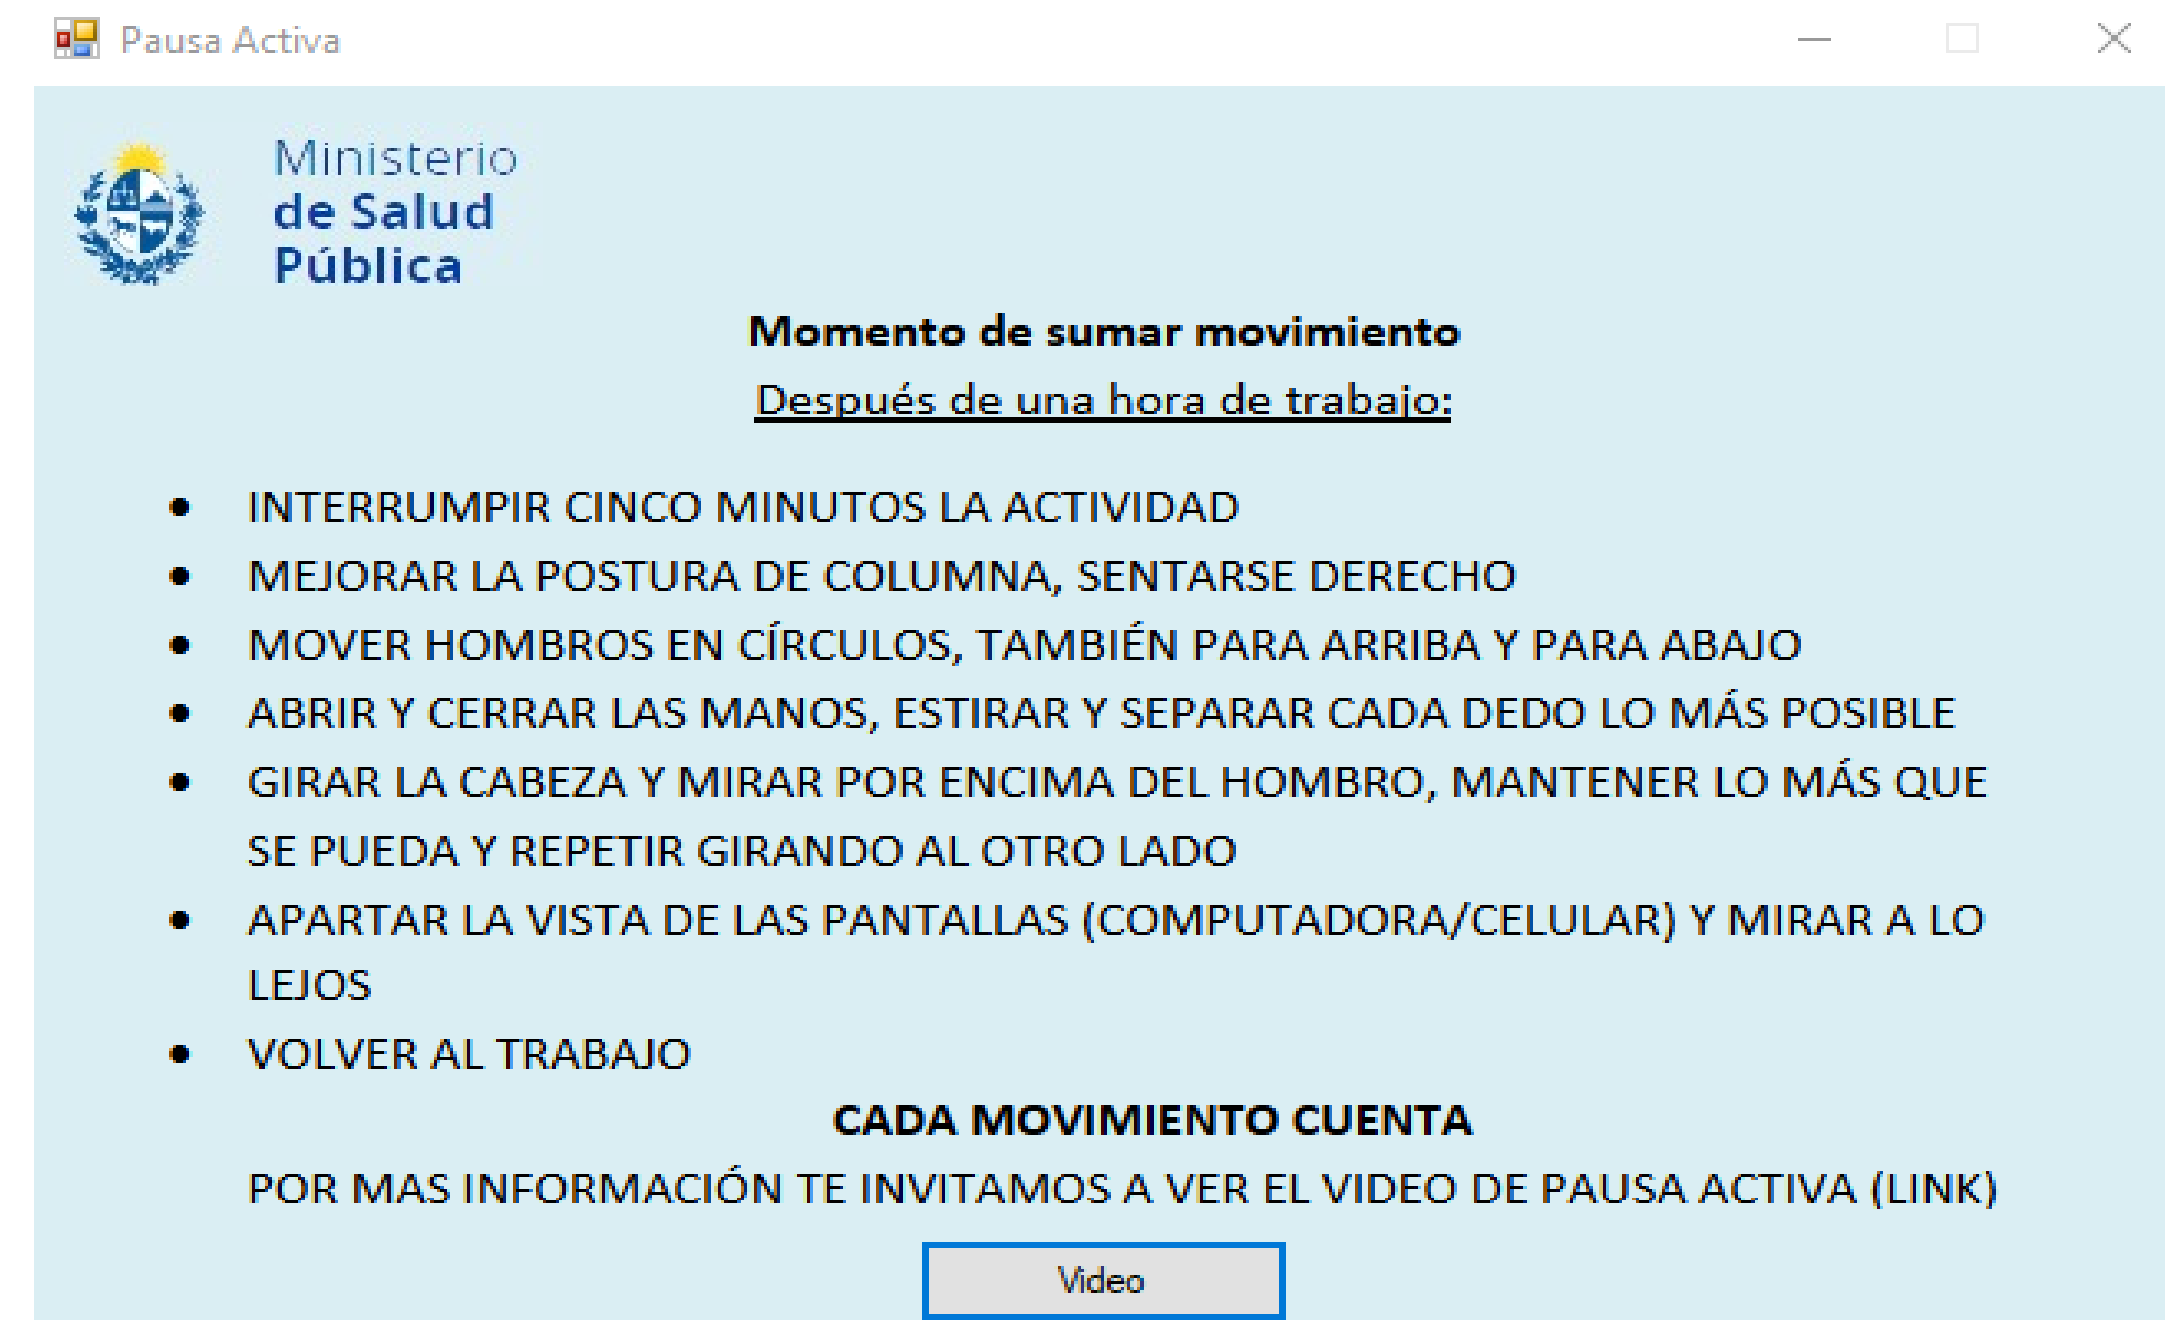 Pausa Activa
Ministerio
de Salud
Pública
Momento de sumar movimiento
Después de una hora de trabajo:
• INTERRUMPIR CINCO MINUTOS LA ACTIVIDAD
• MEJORAR LA POSTURA DE COLUMNA, SENTARSE DERECHO
• MOVER HOMBROS EN CÍRCULOS, TAMBIÉN PARA ARRIBA Y PARA ABAJO
• ABRIR Y CERRAR LAS MANOS, ESTIRAR Y SEPARAR CADA DEDO LO MÁS POSIBLE
• GIRAR LA CABEZA Y MIRAR POR ENCIMA DEL HOMBRO, MANTENER LO MÁS QUE
SE PUEDA Y REPETIR GIRANDO AL OTRO LADO
• APARTAR LA VISTA DE LAS PANTALLAS (COMPUTADORA/CELULAR) Y MIRAR A LO
LEJOS
• VOLVER AL TRABAJO
CADA MOVIMIENTO CUENTA
POR MAS INFORMACIÓN TE INVITAMOS A VER EL VIDEO DE PAUSA ACTIVA (LINK)
Video